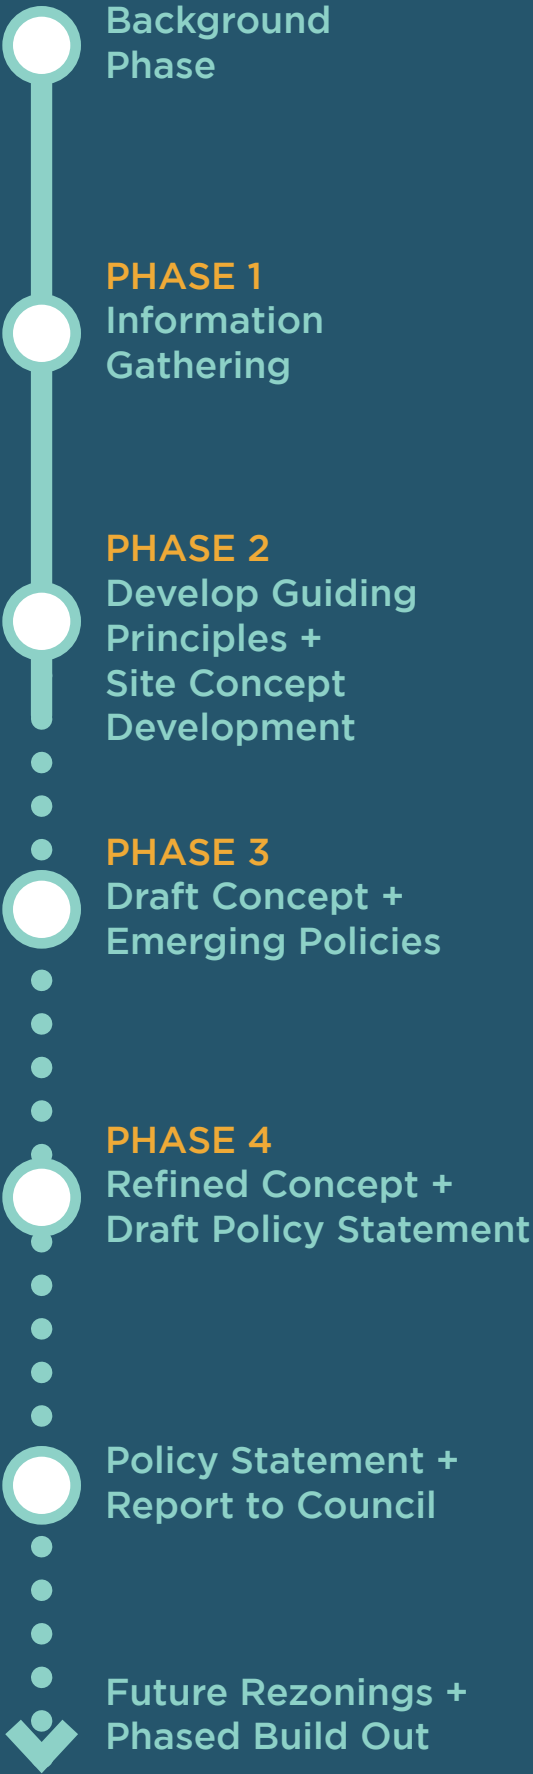 Background
Phase
PHASE 1
Information
Gathering
PHASE 2
Develop Guiding
Principles +
Site Concept
Development
PHASE 3
Draft Concept +
Emerging Policies
PHASE 4
Refined Concept +
Draft Policy Statement
Policy Statement +
Report to Council
Future Rezonings +
Phased Build Out